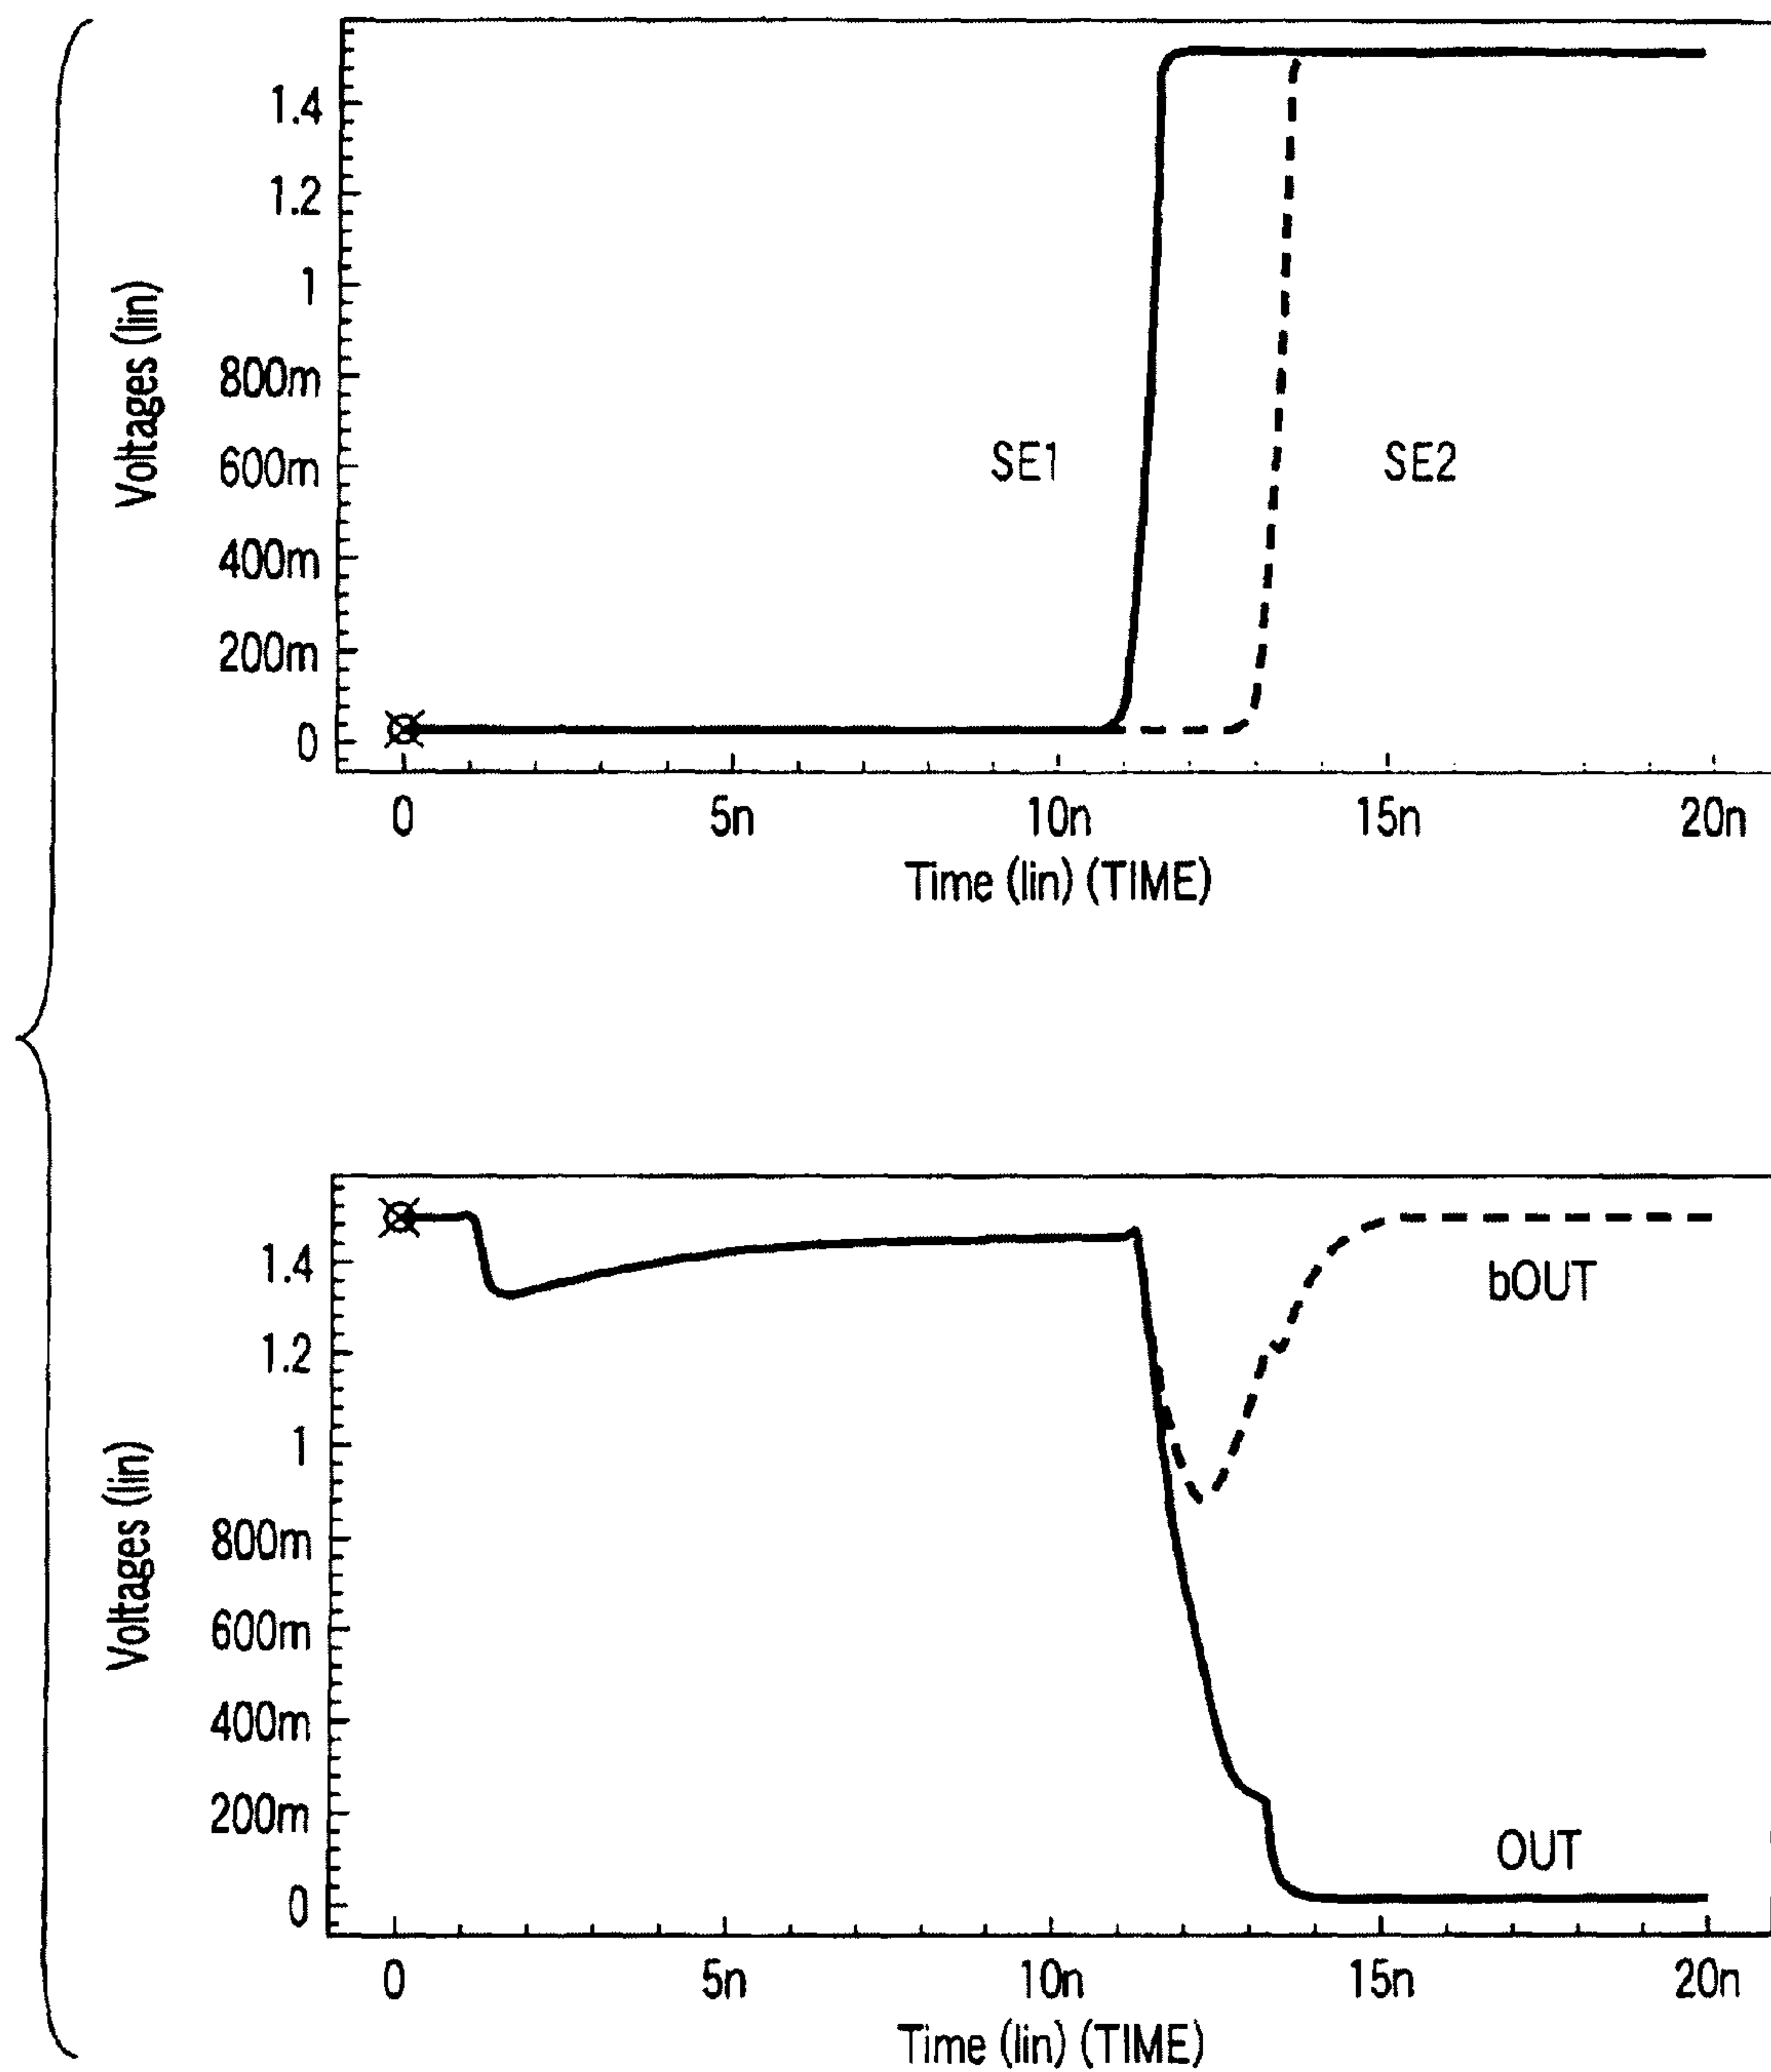 Voltages (lin)
1.4
1.2
1
800m
600m
400m
200m
0
SE1
SE2
0
5n
10n
15n
20n
Time (lin) (TIME)
Voltages (lin)
1.4
1.2
1
800m
600m
400m
200m
0
bOUT
OUT
0
5n
10n
15n
20n
Time (lin) (TIME)